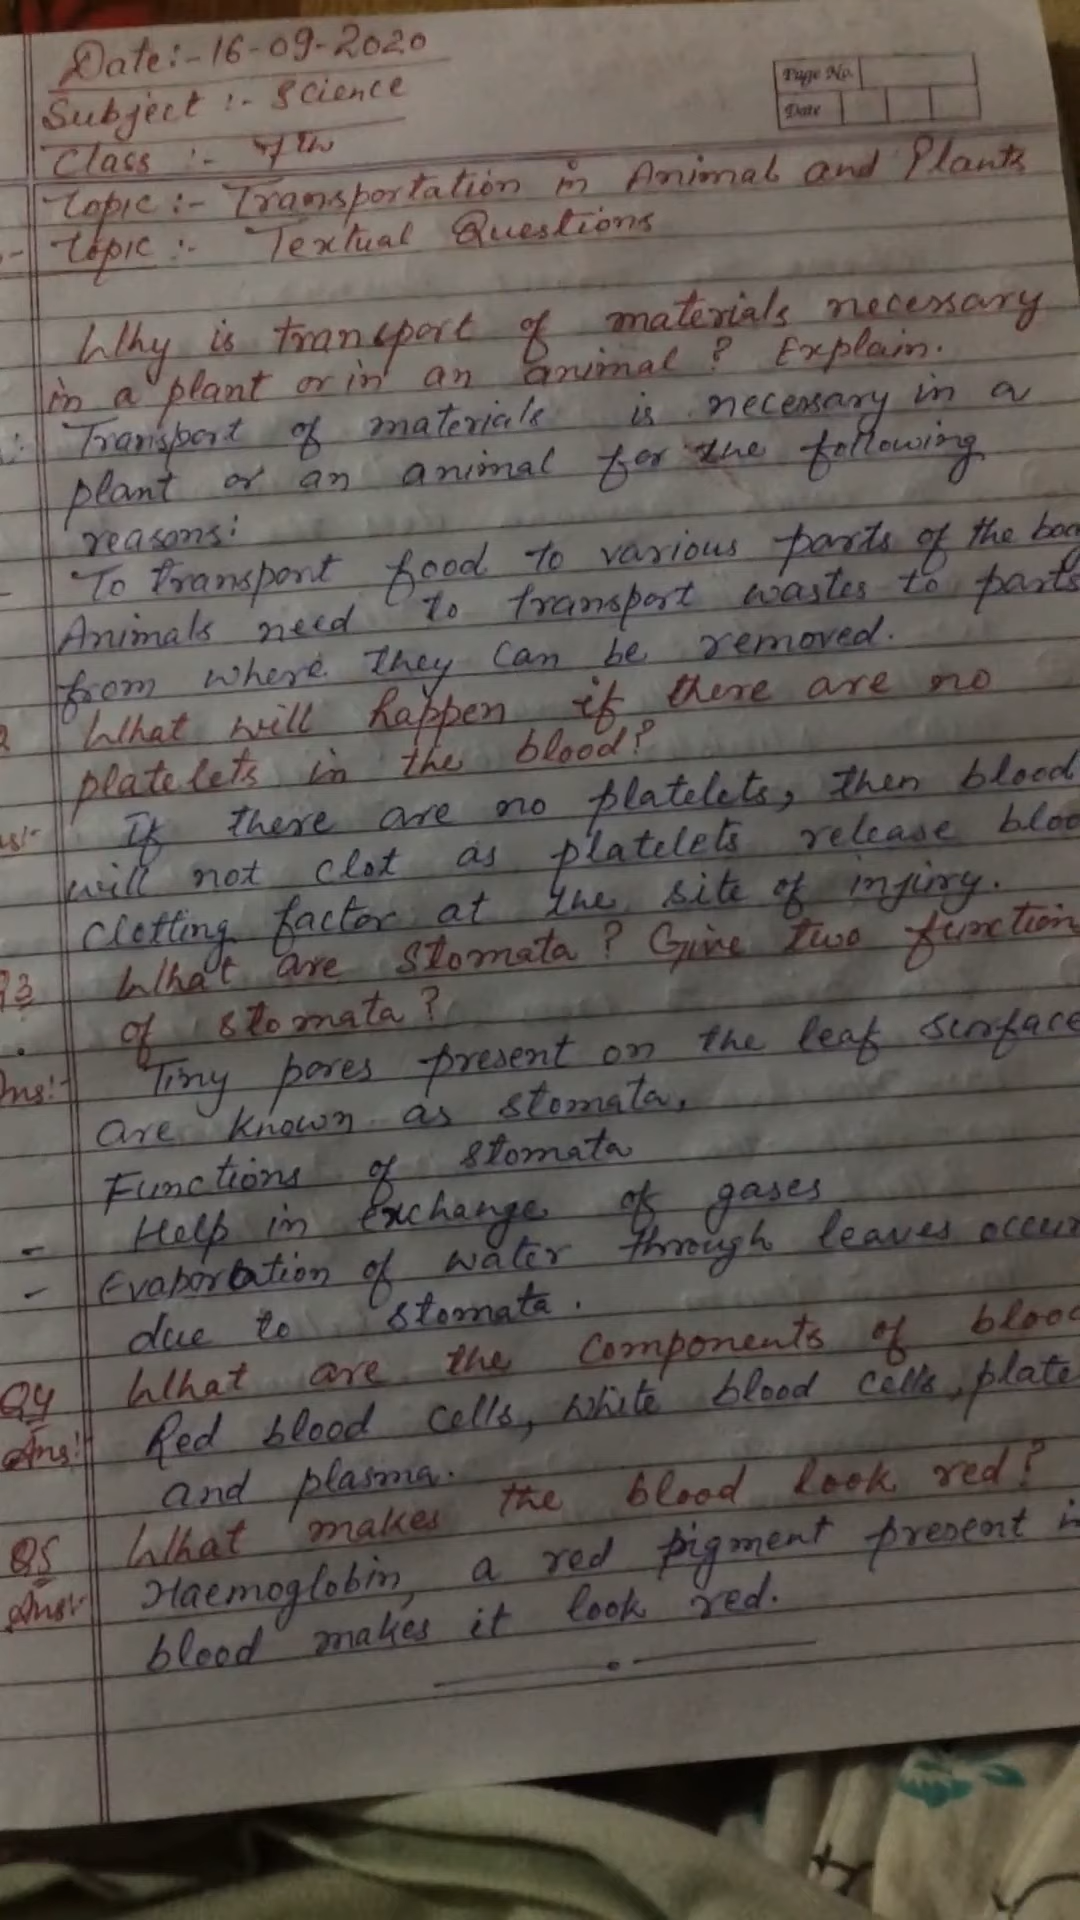 Date:- 16-09-2020
Subject :- Science
Page No.
Date
Class :- 7th
Topic :- Transportation in Animals and Plants
Topic :- Textual Questions
Why is transport of materials necessary
in a plant or in an animal? Explain.
Transport of materials is necessary in a
plant or an animal for the following
reasons:
To transport food to various parts of the
Animals need to transport wastes to parts
from where they can be removed.
What will happen if there are no
platelets in the blood?
If there are no platelets, then blood
will not clot as platelets release
clotting factor at the site of injury.
What are stomata? Give two function
of stomata?
Ans:- Tiny pores present on the leaf surface
are known as stomata.
Functions of stomata
- Help in exchange of gases
- Evaporation of water through leaves occur
due to stomata.
Q4 What are the components of blood
Ans:- Red blood cells, white blood cells, plate
and plasma.
Q5 What makes the blood look red?
Ans:- Haemoglobin, a red pigment present in
blood makes it look red.